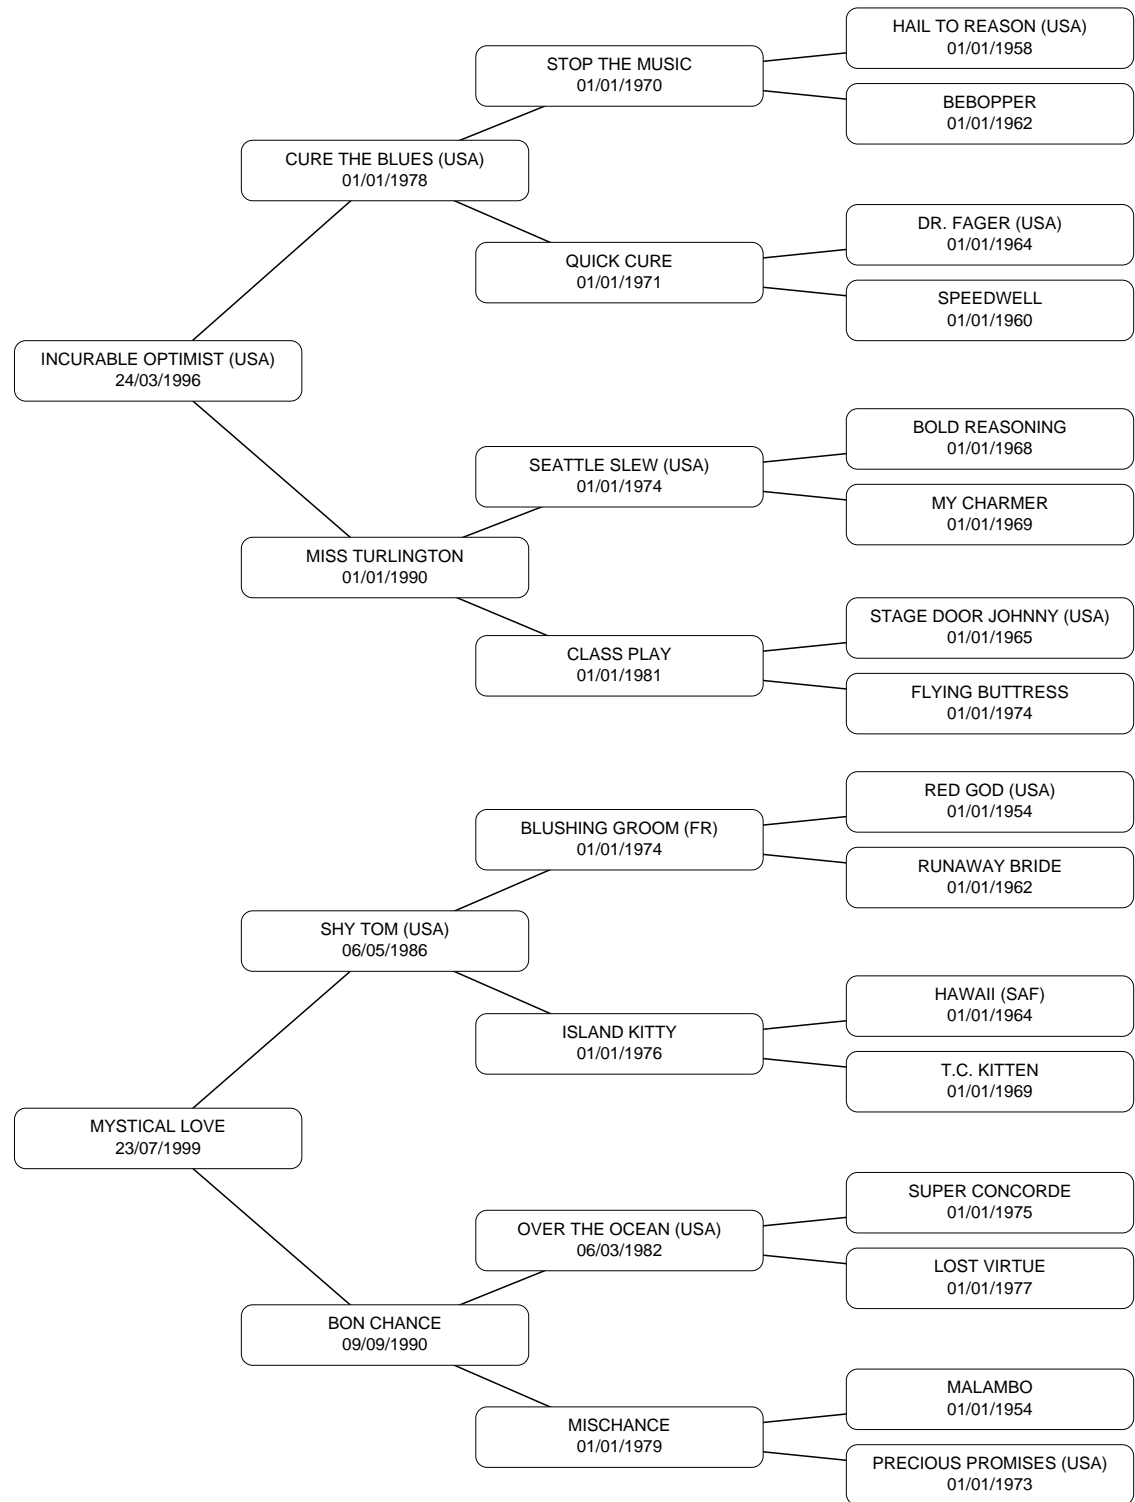 HAIL TO REASON (USA)
01/01/1958
STOP THE MUSIC
01/01/1970
BEBOPPER
01/01/1962
CURE THE BLUES (USA)
01/01/1978
DR. FAGER (USA)
01/01/1964
QUICK CURE
01/01/1971
SPEEDWELL
01/01/1960
INCURABLE OPTIMIST (USA)
24/03/1996
BOLD REASONING
01/01/1968
SEATTLE SLEW (USA)
01/01/1974
MY CHARMER
01/01/1969
MISS TURLINGTON
01/01/1990
STAGE DOOR JOHNNY (USA)
01/01/1965
CLASS PLAY
01/01/1981
FLYING BUTTRESS
01/01/1974
RED GOD (USA)
01/01/1954
BLUSHING GROOM (FR)
01/01/1974
RUNAWAY BRIDE
01/01/1962
SHY TOM (USA)
06/05/1986
HAWAII (SAF)
01/01/1964
ISLAND KITTY
01/01/1976
T.C. KITTEN
01/01/1969
MYSTICAL LOVE
23/07/1999
SUPER CONCORDE
01/01/1975
OVER THE OCEAN (USA)
06/03/1982
LOST VIRTUE
01/01/1977
BON CHANCE
09/09/1990
MALAMBO
01/01/1954
MISCHANCE
01/01/1979
PRECIOUS PROMISES (USA)
01/01/1973